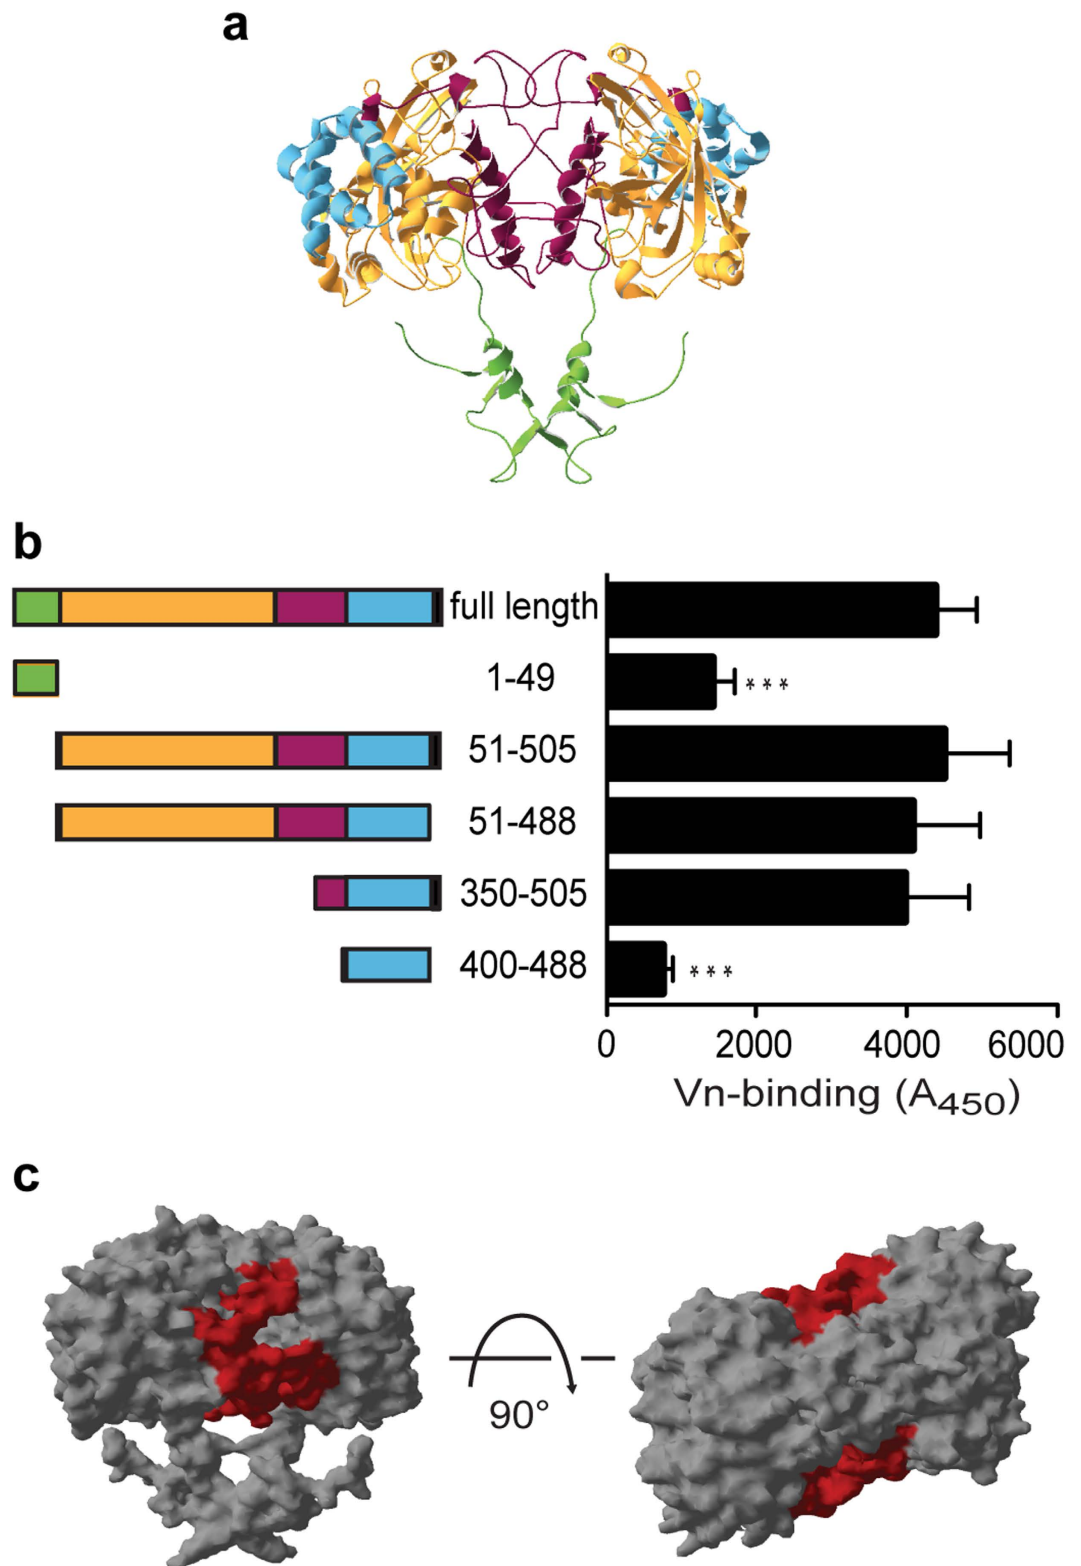 a
b
full length
1-49
* * *
51-505
51-488
350-505
400-488
* * *
0 2000 4000 6000
Vn-binding (A450)
c
90°